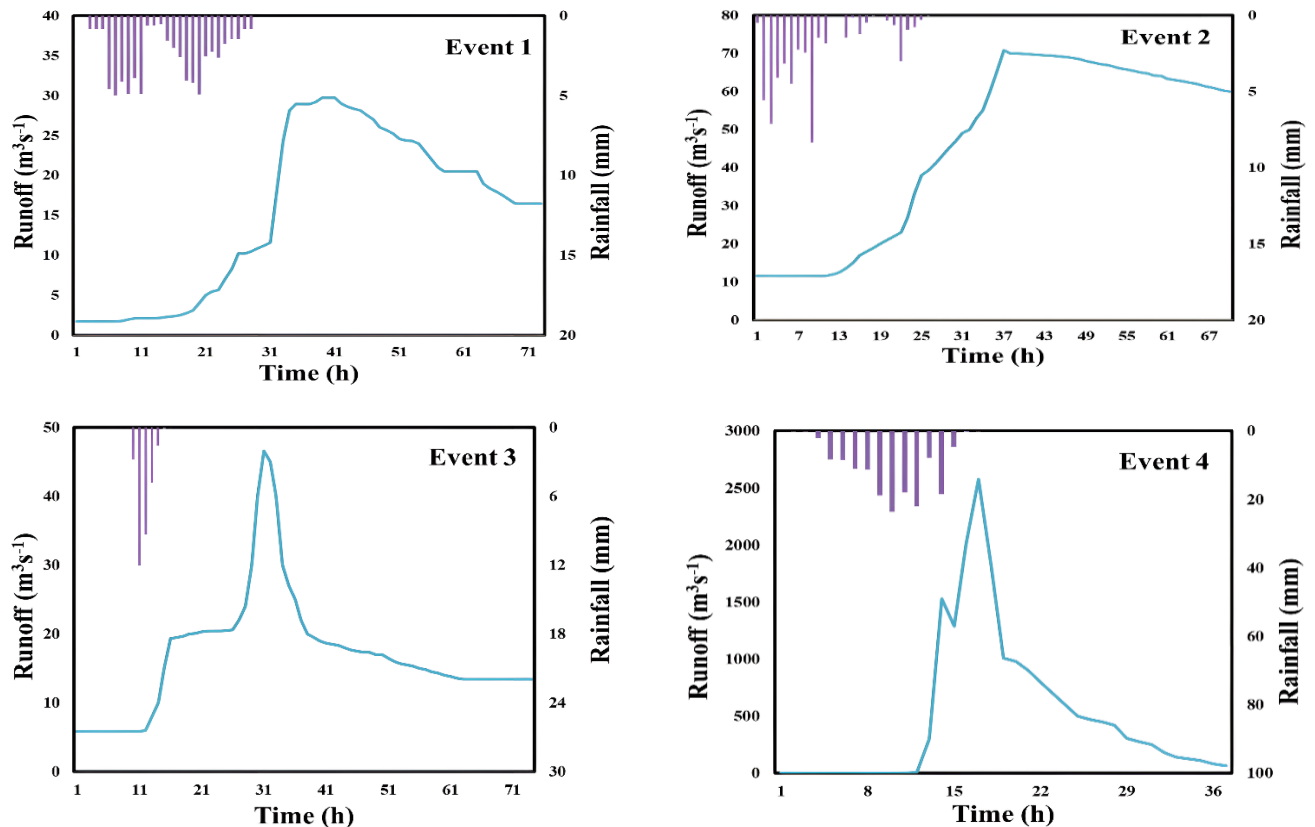 Event 1
Runoff (m³s⁻¹)
40
35
30
25
20
15
10
5
0
0
5
10
15
20
Rainfall (mm)
1 11 21 31 41 51 61 71
Time (h)
Event 2
Runoff (m³s⁻¹)
80
70
60
50
40
30
20
10
0
0
5
10
15
20
Rainfall (mm)
1 7 13 19 25 31 37 43 49 55 61 67
Time (h)
Event 3
Runoff (m³s⁻¹)
50
40
30
20
10
0
0
6
12
18
24
30
Rainfall (mm)
1 11 21 31 41 51 61 71
Time (h)
Event 4
Runoff (m³s⁻¹)
3000
2500
2000
1500
1000
500
0
0
20
40
60
80
100
Rainfall (mm)
1 8 15 22 29 36
Time (h)